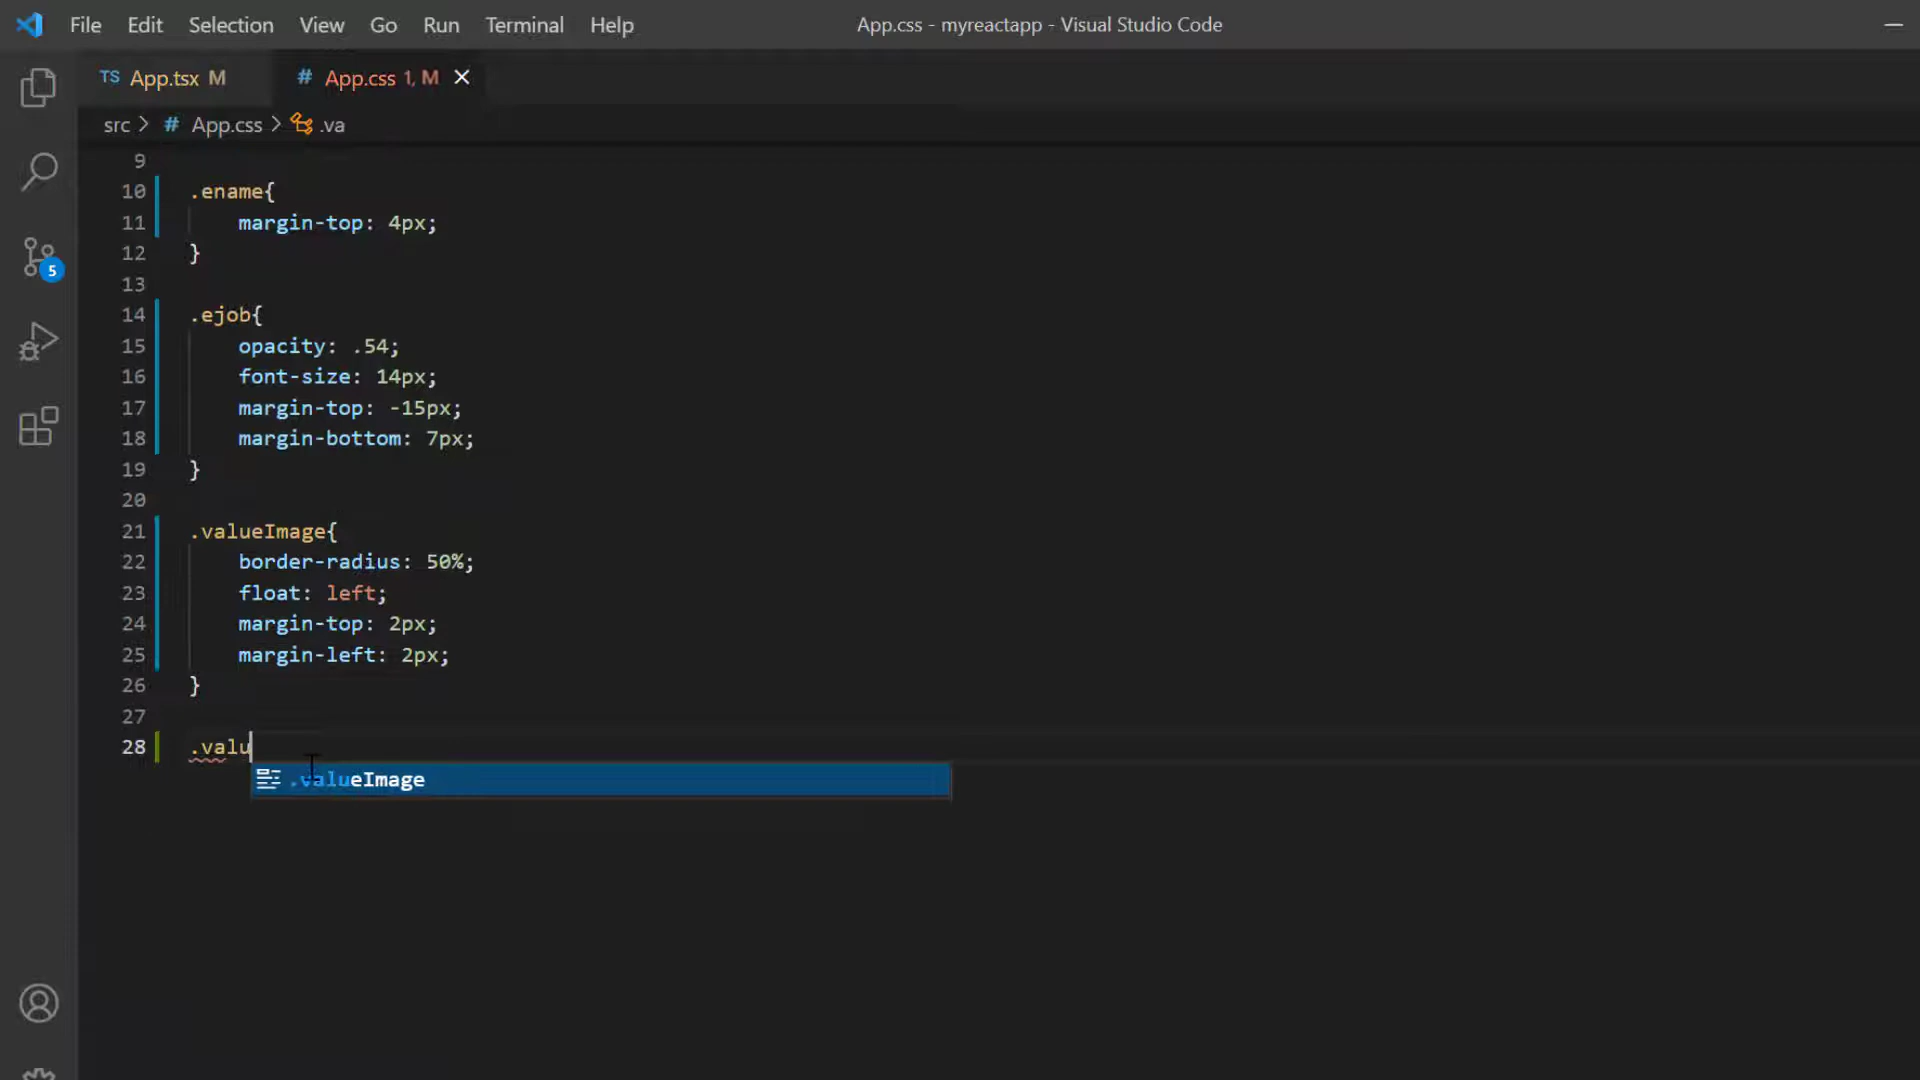 File Edit Selection View Go Run Terminal Help App.css - myreactapp - Visual Studio Code
TS App.tsx M # App.css 1, M
src > # App.css > .va
9
10 .ename{
11 margin-top: 4px;
12 }
13
14 .ejob{
15 opacity: .54;
16 font-size: 14px;
17 margin-top: -15px;
18 margin-bottom: 7px;
19 }
20
21 .valueImage{
22 border-radius: 50%;
23 float: left;
24 margin-top: 2px;
25 margin-left: 2px;
26 }
27
28 .valu
.valueImage
5